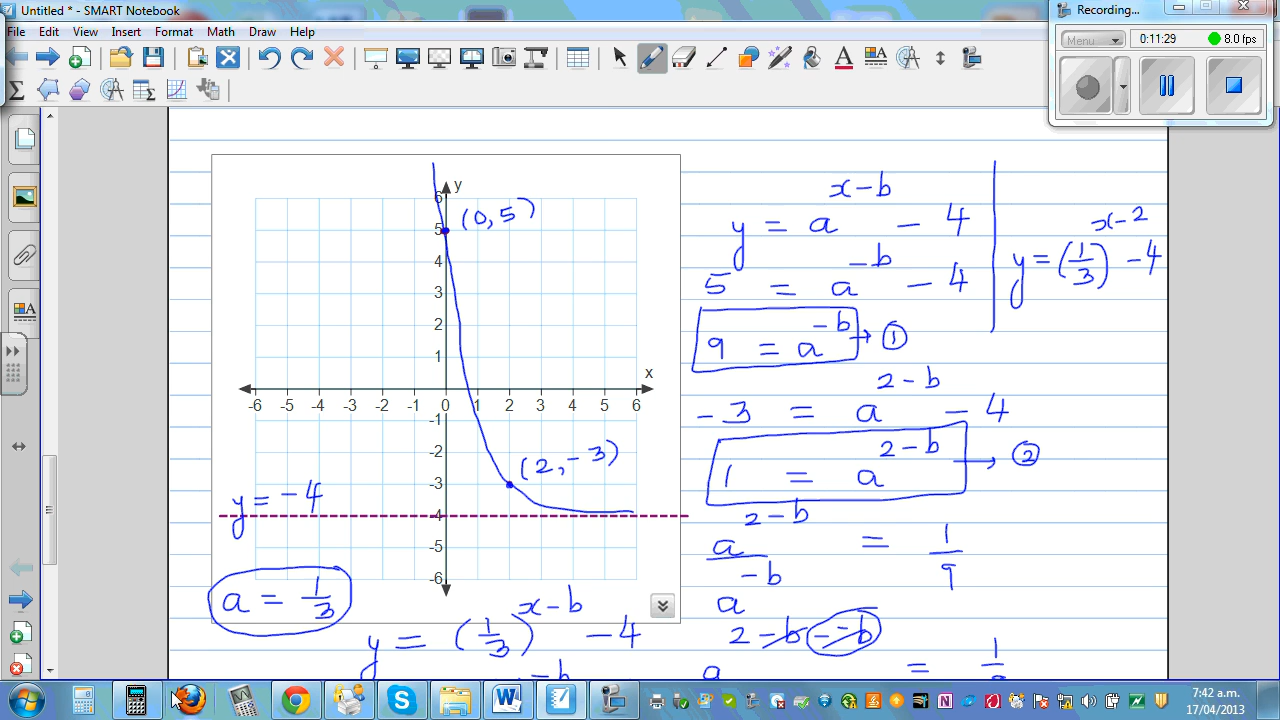 Untitled * - SMART Notebook
Recording...
File Edit View Insert Format Math Draw Help
Menu
0:11:29
8.0 fps
y
(0,5)
6
5
4
3
2
1
x
-6 -5 -4 -3 -2 -1 0 1 2 3 4 5 6
-1
-2
-3
-4
-5
-6
(2,-3)
y = -4
a = 1/3
y = (1/3)^(x-b) - 4
-b
y = a^(x-b) - 4
5 = a^(-b) - 4
9 = a^(-b) → ①
-3 = a^(2-b) - 4
1 = a^(2-b) → ②
a^(2-b) / a^(-b) = 1/9
a^(2-b--b) = 1/9
y = (1/3)^(x-2) - 4
7:42 a.m.
17/04/2013